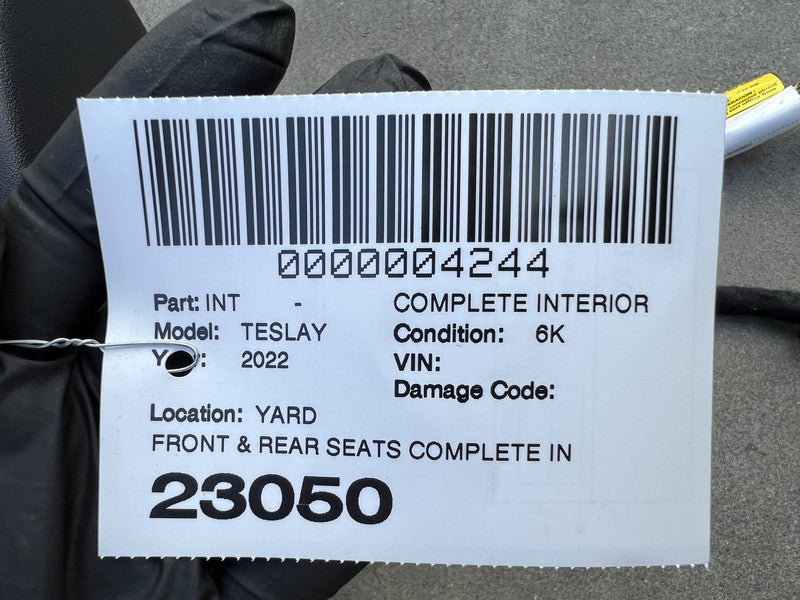 0000004244
Part: INT - COMPLETE INTERIOR
Model: TESLAY Condition: 6K
2022 VIN:
Damage Code:
Location: YARD
FRONT & REAR SEATS COMPLETE IN
23050